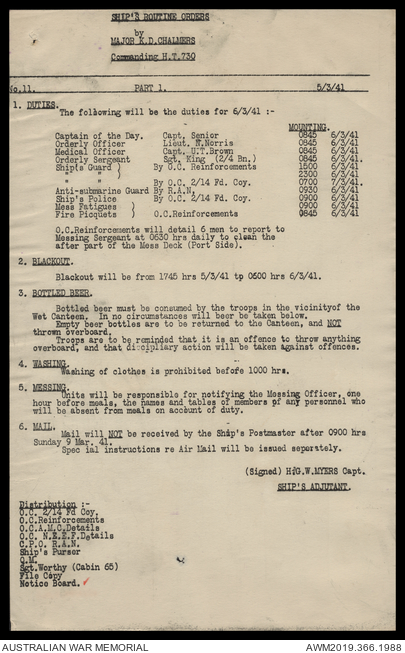 SHIP'S ROUTINE ORDERS
by
MAJOR K.D.CHALMERS
Commanding H.T.730
No.11. PART 1. 5/3/41
1. DUTIES.
The following will be the duties for 6/3/41 :-
MOUNTING.
Captain of the Day. Capt. Senior 0845 6/3/41
Orderly Officer Lieut. N.Norris 0845 6/3/41
Medical Officer Capt. U.T.Brown 0845 6/3/41
Orderly Sergeant Sgt. King (2/4 Bn.) 0845 6/3/41.
Ship's Guard } By O.C. Reinforcements 1500 6/3/41
" " } 2300 6/3/41
" " } By O.C. 2/14 Fd. Coy. 0700 7/3/41.
Anti-submarine Guard By R.A.N. 0930 6/3/41
Ship's Police By O.C. 2/14 Fd. Coy. 0900 6/3/41
Mess Fatigues } 0900 6/3/41
Fire Picquets } O.C.Reinforcements 0845 6/3/41
O.C.Reinforcements will detail 6 men to report to
Messing Sergeant at 0630 hrs daily to clean the
after part of the Mess Deck (Port Side).
2. BLACKOUT.
Blackout will be from 1745 hrs 5/3/41 to 0600 hrs 6/3/41.
3. BOTTLED BEER.
Bottled beer must be consumed by the troops in the vicinityof the
Wet Canteen. In no circumstances will beer be taken below.
Empty beer bottles are to be returned to the Canteen, and NOT
thrown overboard.
Troops are to be reminded that it is an offence to throw anything
overboard, and that disciplinary action will be taken against offences.
4. WASHING.
Washing of clothes is prohibited before 1000 hrs.
5. MESSING.
Units will be responsible for notifying the Messing Officer, one
hour before meals, the names and tables of members of any personnel who
will be absent from meals on account of duty.
6. MAIL.
Mail will NOT be received by the Ship's Postmaster after 0900 hrs
Sunday 9 Mar. 41.
Special instructions re Air Mail will be issued seperately.
(Signed) H.G.W.MYERS Capt.
SHIP'S ADJUTANT.
Distribution :-
O.C. 2/14 Fd Coy.
O.C.Reinforcements
O.C.A.M.C.Details
O.C. N.E.E.F.Details
C.P.O. R.A.N.
Ship's Pursor
Q.M.
Sgt.Worthy (Cabin 65)
File Copy
Notice Board.
AUSTRALIAN WAR MEMORIAL AWM2019.366.1988